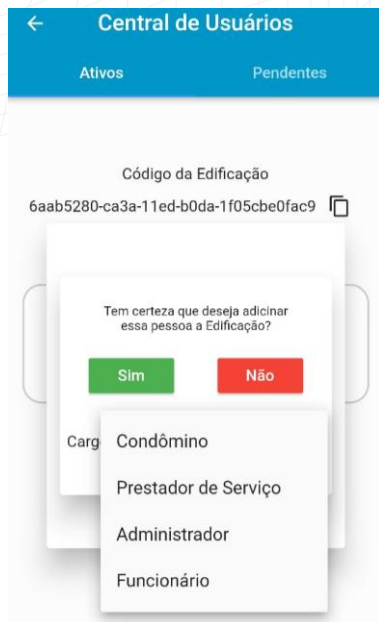 Central de Usuários
Ativos Pendentes
Código da Edificação
6aab5280-ca3a-11ed-b0da-1f05cbe0fac9
Tem certeza que deseja adicinar
essa pessoa a Edificação?
Sim Não
Carg
Condômino
Prestador de Serviço
Administrador
Funcionário